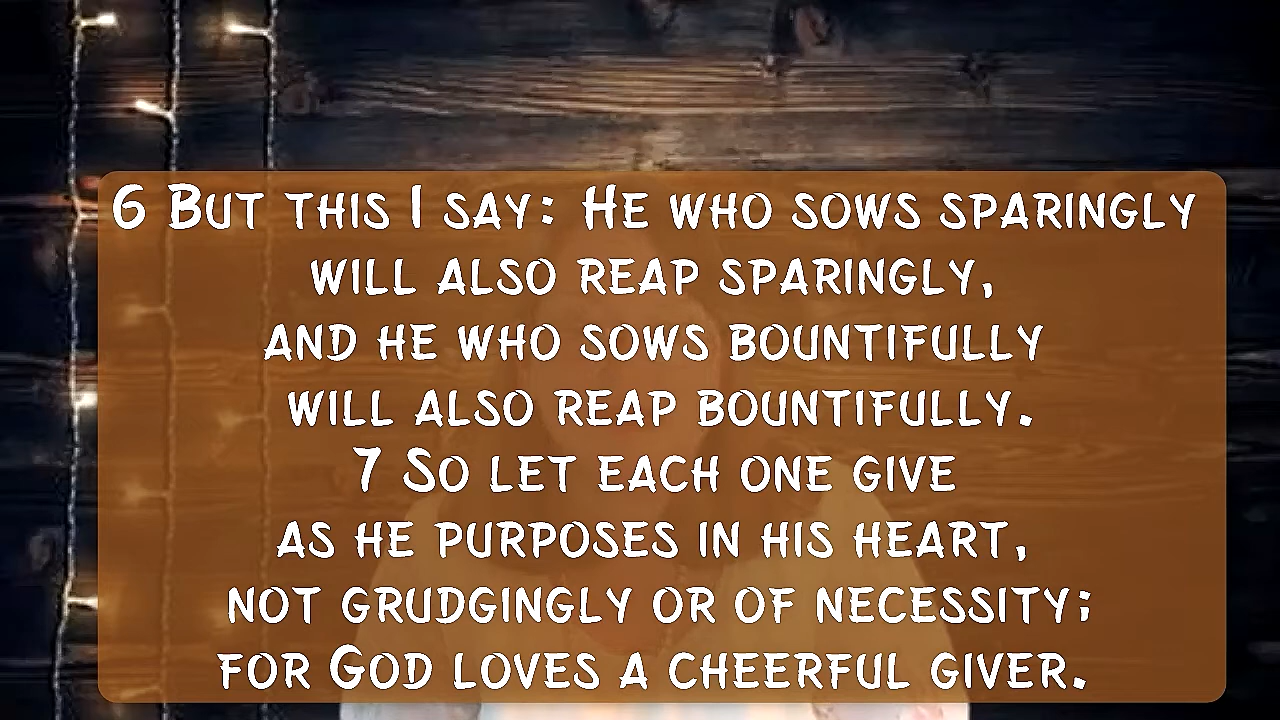 6 But this I say: He who sows sparingly
will also reap sparingly,
and he who sows bountifully
will also reap bountifully.
7 So let each one give
as he purposes in his heart,
not grudgingly or of necessity;
for God loves a cheerful giver.